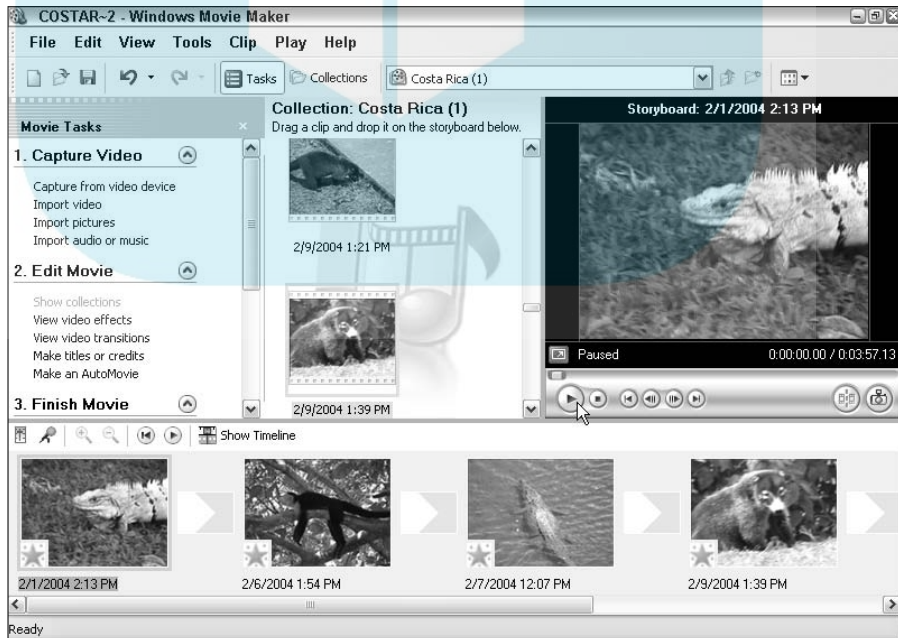 COSTAR~2 - Windows Movie Maker
File Edit View Tools Clip Play Help
Tasks Collections Costa Rica (1)
Movie Tasks
1. Capture Video
Capture from video device
Import video
Import pictures
Import audio or music
2. Edit Movie
Show collections
View video effects
View video transitions
Make titles or credits
Make an AutoMovie
3. Finish Movie
Collection: Costa Rica (1)
Drag a clip and drop it on the storyboard below.
2/9/2004 1:21 PM
2/9/2004 1:39 PM
Storyboard: 2/1/2004 2:13 PM
Paused 0:00:00.00 / 0:03:57.13
Show Timeline
2/1/2004 2:13 PM
2/6/2004 1:54 PM
2/7/2004 12:07 PM
2/9/2004 1:39 PM
Ready